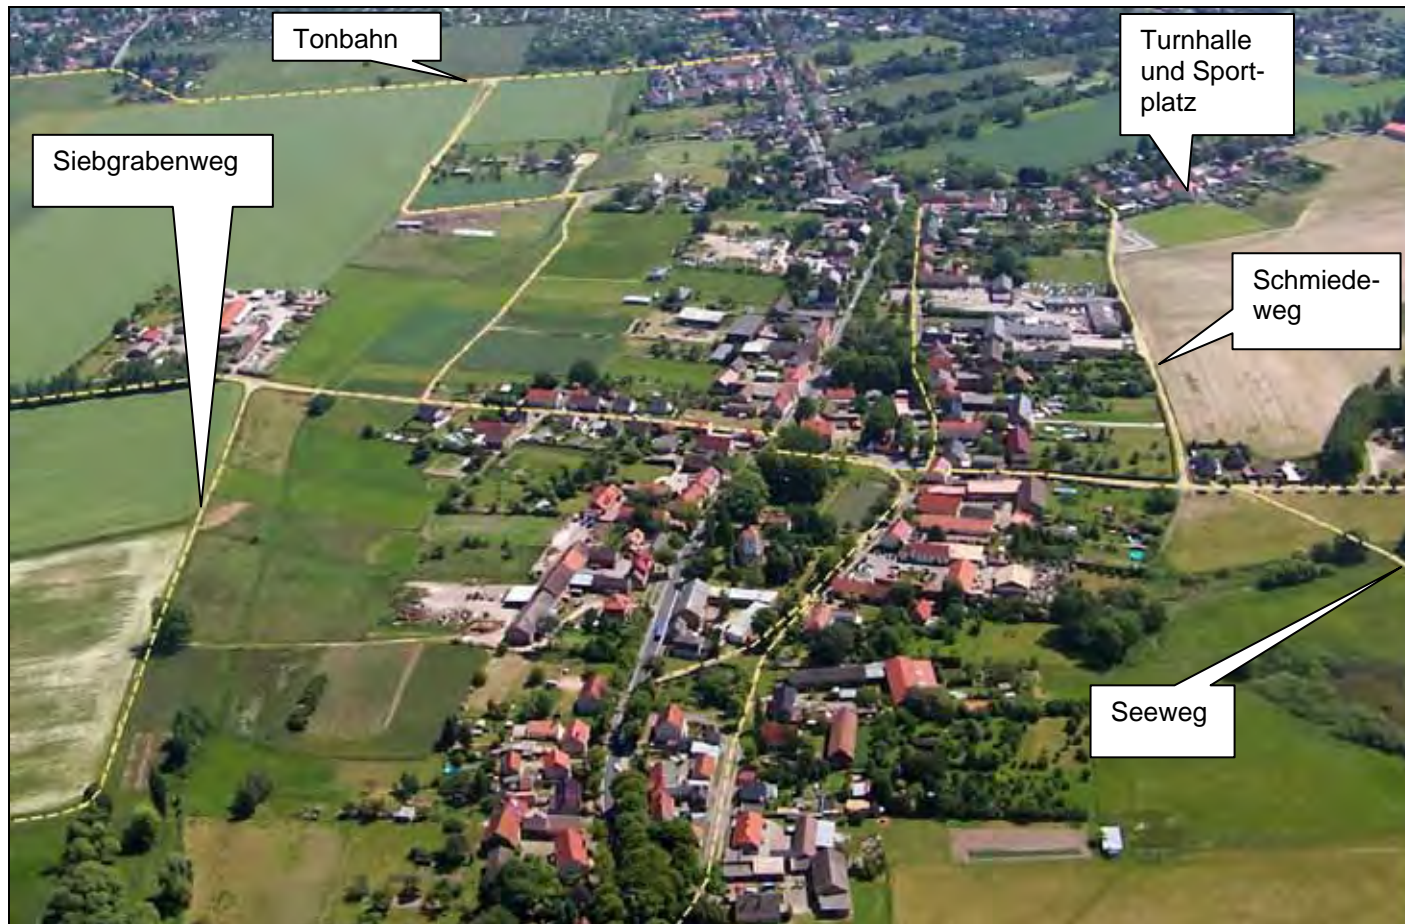 Tonbahn
Turnhalle
und Sport-
platz
Siebgrabenweg
Schmiede-
weg
Seeweg